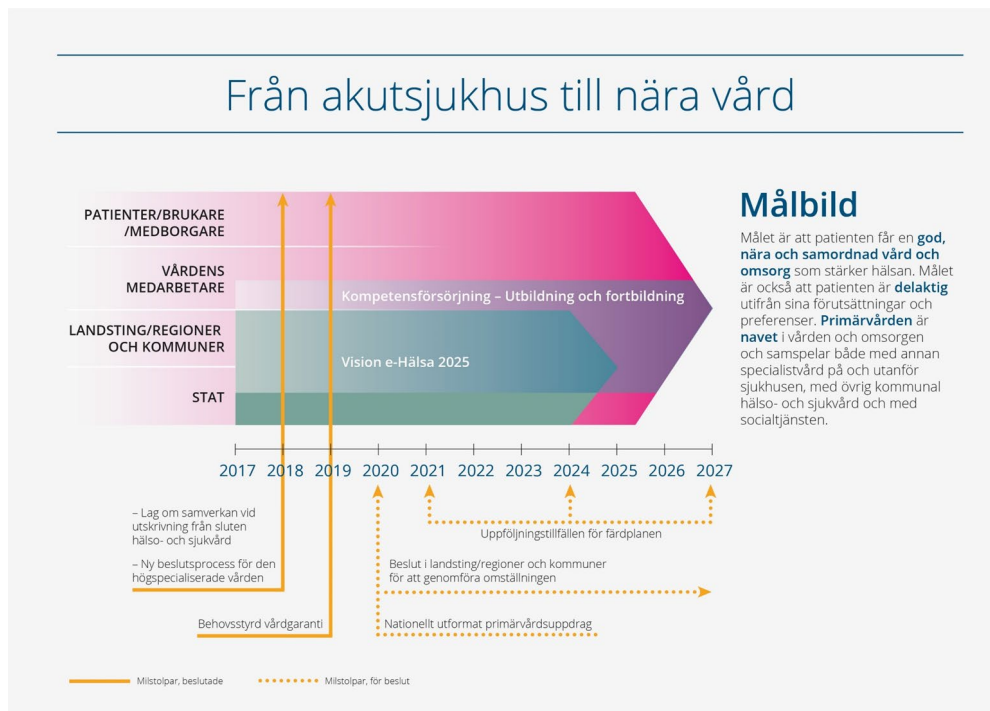 Från akutsjukhus till nära vård
PATIENTER/BRUKARE
/MEDBORGARE
VÅRDENS
MEDARBETARE
LANDSTING/REGIONER
OCH KOMMUNER
STAT
Kompetensförsörjning – Utbildning och fortbildning
Vision e-Hälsa 2025
Målbild
Målet är att patienten får en god,
nära och samordnad vård och
omsorg som stärker hälsan. Målet
är också att patienten är delaktig
utifrån sina förutsättningar och
preferenser. Primärvården är
navet i vården och omsorgen
och samspelar både med annan
specialistvård på och utanför
sjukhusen, med övrig kommunal
hälso- och sjukvård och med
socialtjänsten.
2017 2018 2019 2020 2021 2022 2023 2024 2025 2026 2027
– Lag om samverkan vid
utskrivning från sluten
hälso- och sjukvård
– Ny beslutsprocess för den
högspecialiserade vården
Behovsstyrd vårdgaranti
Uppföljningstillfällen för färdplanen
Beslut i landsting/regioner och kommuner
för att genomföra omställningen
Nationellt utformat primärvårdsuppdrag
Milstolpar, beslutade
Milstolpar, för beslut